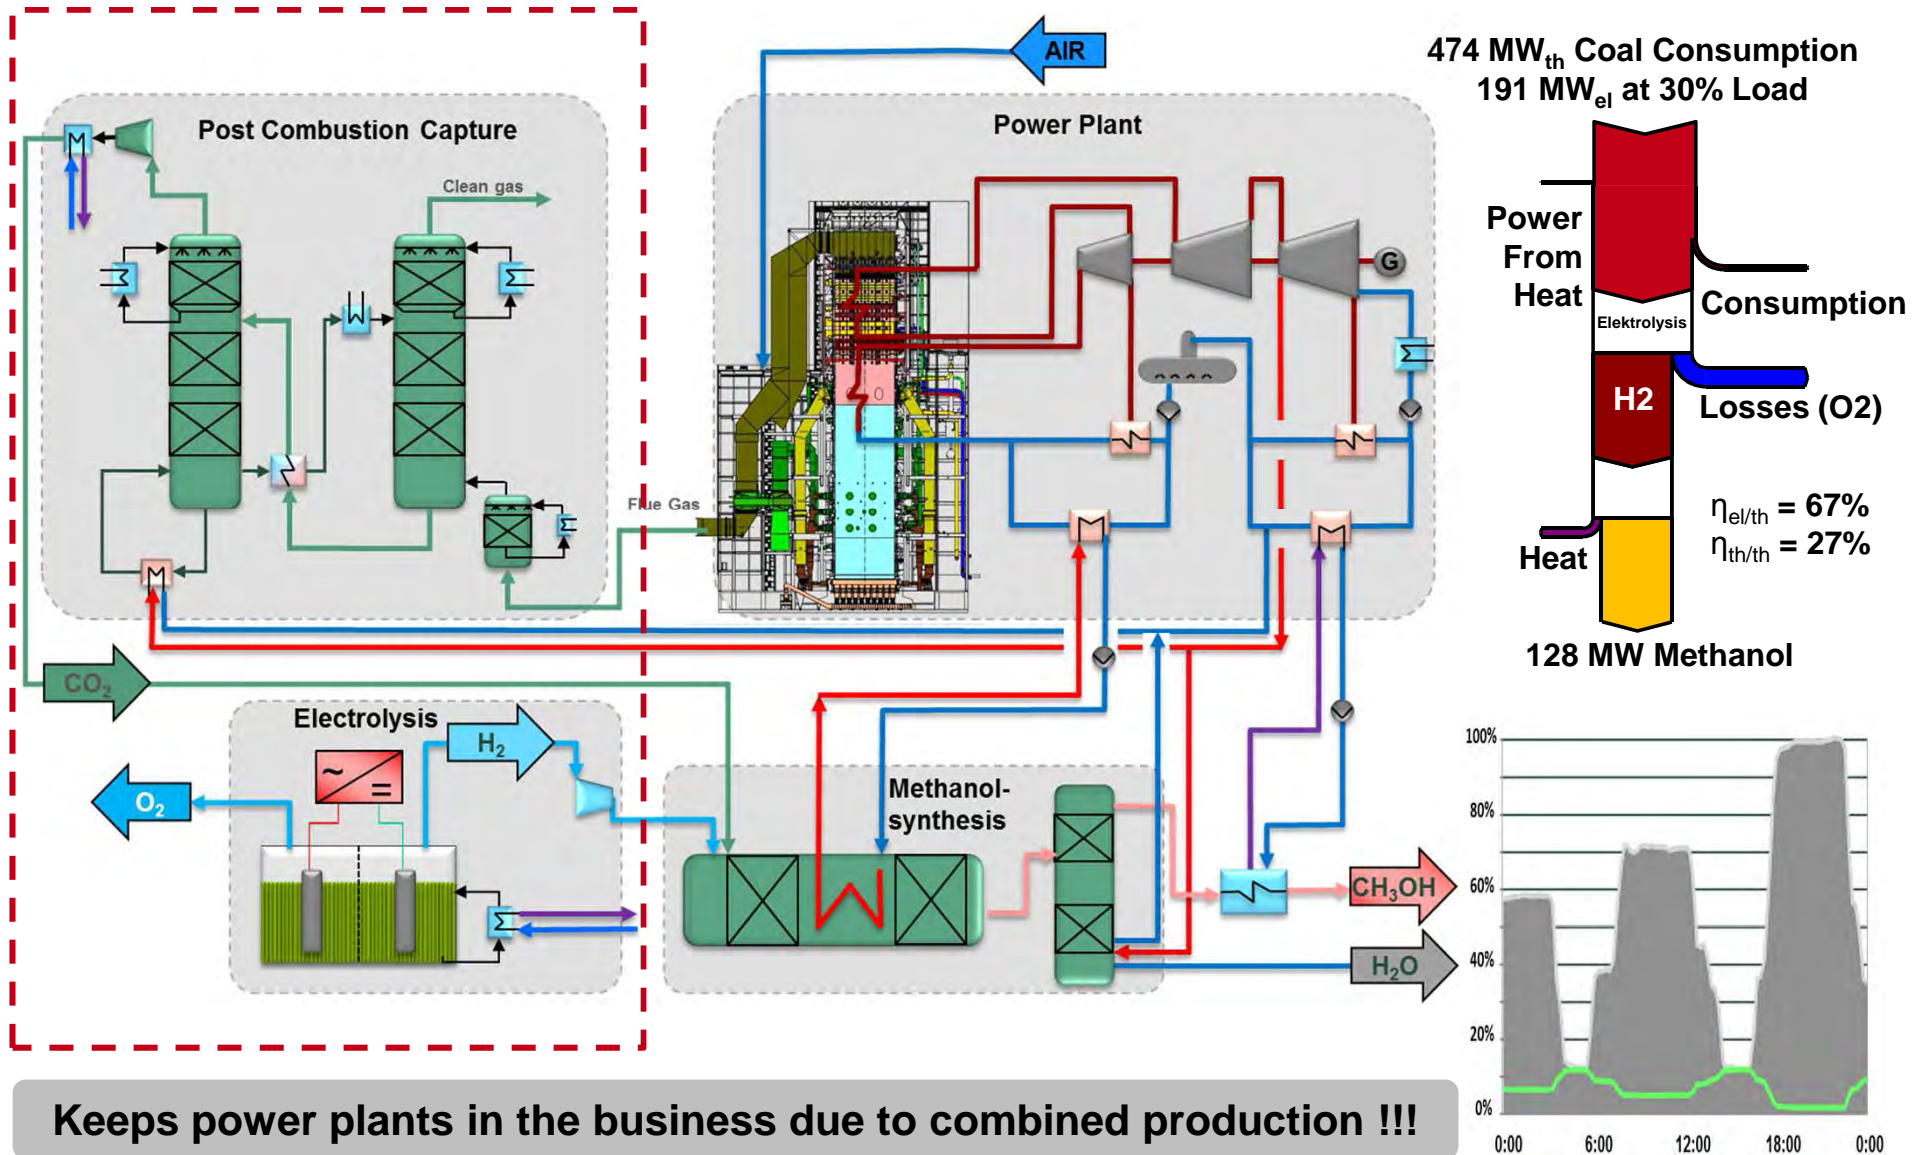 AIR
474 MWth Coal Consumption
191 MWel at 30% Load
Post Combustion Capture
Power Plant
Clean gas
Power
From
Heat
G
Consumption
Elektrolysis
H2
Losses (O2)
Flue Gas
ηel/th = 67%
ηth/th = 27%
Heat
128 MW Methanol
CO2
Electrolysis
H2
~
=
O2
Methanol-
synthesis
CH3OH
H2O
100%
80%
60%
40%
20%
0%
0:00 6:00 12:00 18:00 0:00
Keeps power plants in the business due to combined production !!!